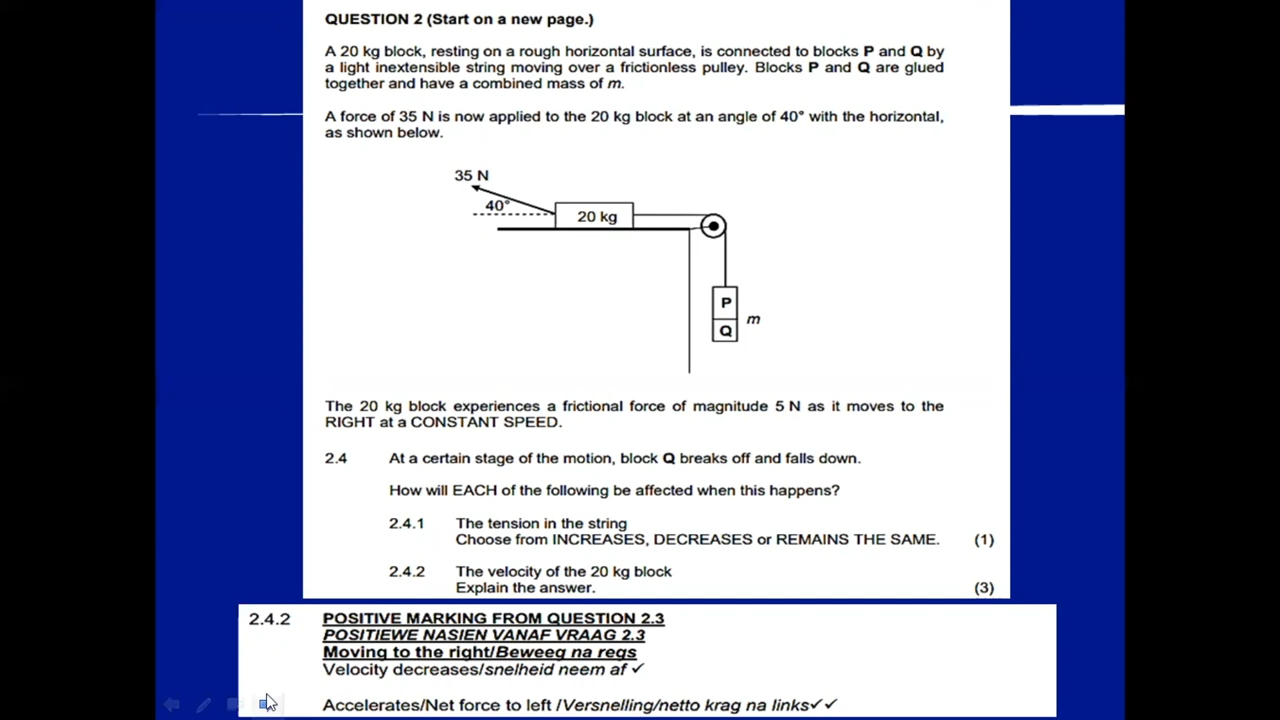 QUESTION 2 (Start on a new page.)
A 20 kg block, resting on a rough horizontal surface, is connected to blocks P and Q by
a light inextensible string moving over a frictionless pulley. Blocks P and Q are glued
together and have a combined mass of m.
A force of 35 N is now applied to the 20 kg block at an angle of 40° with the horizontal,
as shown below.
35 N
40°
20 kg
P
m
Q
The 20 kg block experiences a frictional force of magnitude 5 N as it moves to the
RIGHT at a CONSTANT SPEED.
2.4 At a certain stage of the motion, block Q breaks off and falls down.
How will EACH of the following be affected when this happens?
2.4.1 The tension in the string
Choose from INCREASES, DECREASES or REMAINS THE SAME. (1)
2.4.2 The velocity of the 20 kg block
Explain the answer. (3)
2.4.2 POSITIVE MARKING FROM QUESTION 2.3
POSITIEWE NASIEN VANAF VRAAG 2.3
Moving to the right/Beweeg na regs
Velocity decreases/snelheid neem af ✓
Accelerates/Net force to left /Versnelling/netto krag na links✓✓